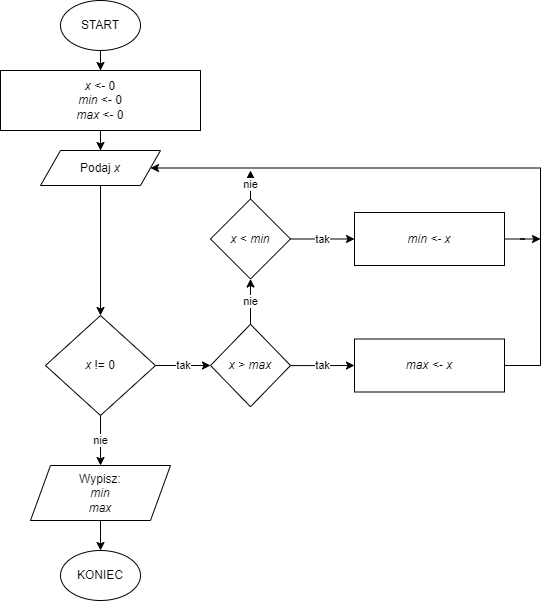 START
x <- 0
min <- 0
max <- 0
Podaj x
nie
x < min
tak
min <- x
nie
x != 0
tak
x > max
tak
max <- x
nie
Wypisz:
min
max
KONIEC